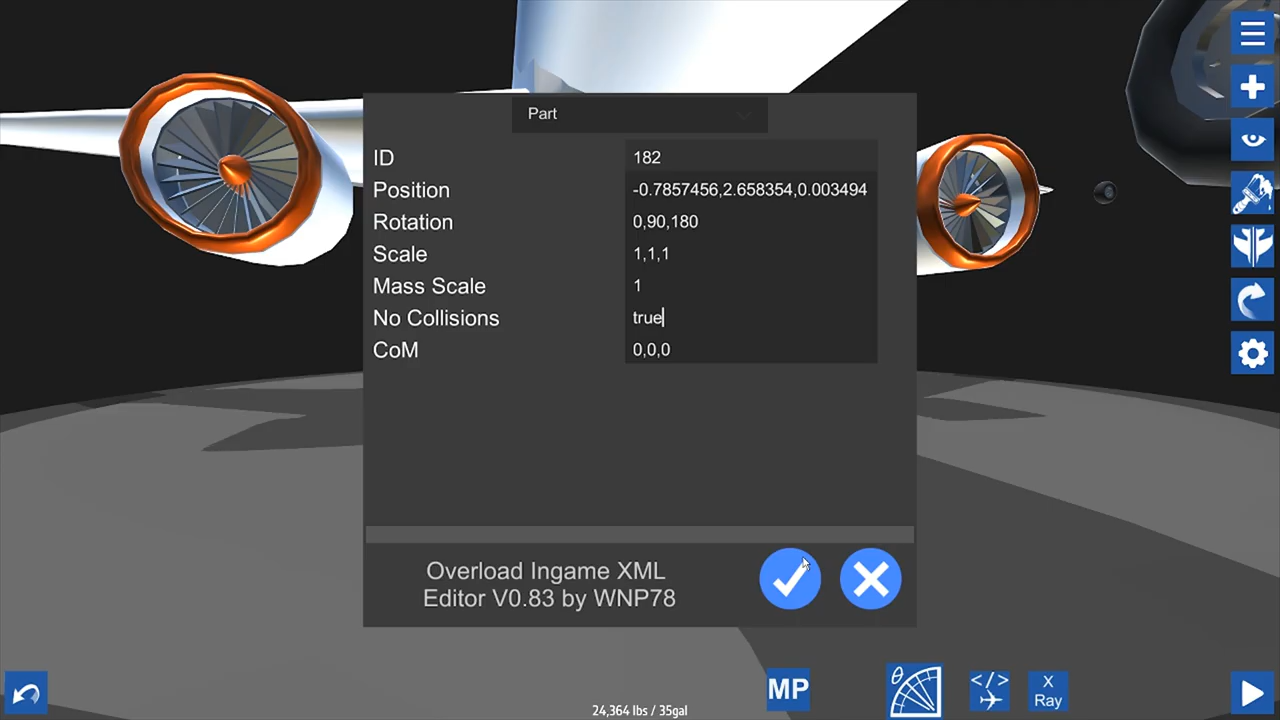 Part
ID 182
Position -0.7857456,2.658354,0.003494
Rotation 0,90,180
Scale 1,1,1
Mass Scale 1
No Collisions true
CoM 0,0,0
Overload Ingame XML
Editor V0.83 by WNP78
MP
θ
</>
X
Ray
24,364 lbs / 35gal